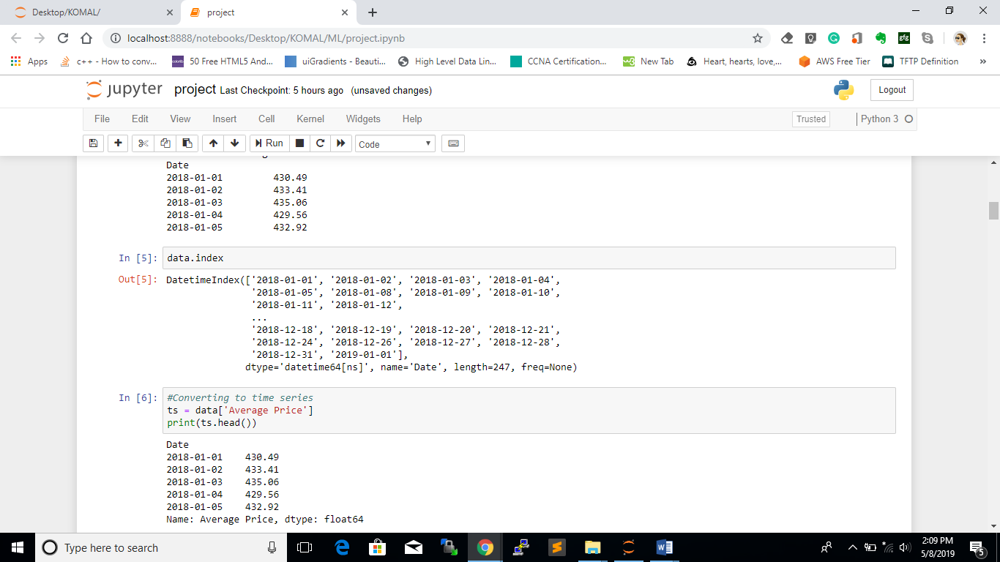 Desktop/KOMAL/
project
localhost:8888/notebooks/Desktop/KOMAL/ML/project.ipynb
Apps
c++ - How to conv...
50 Free HTML5 And...
uiGradients - Beauti...
High Level Data Lin...
CCNA Certification...
New Tab
Heart, hearts, love,...
AWS Free Tier
TFTP Definition
»
jupyter project Last Checkpoint: 5 hours ago (unsaved changes)
Logout
File Edit View Insert Cell Kernel Widgets Help
Trusted
Python 3
Run
Code
Date
2018-01-01 430.49
2018-01-02 433.41
2018-01-03 435.06
2018-01-04 429.56
2018-01-05 432.92
In [5]: data.index
Out[5]: DatetimeIndex(['2018-01-01', '2018-01-02', '2018-01-03', '2018-01-04',
'2018-01-05', '2018-01-08', '2018-01-09', '2018-01-10',
'2018-01-11', '2018-01-12',
...
'2018-12-18', '2018-12-19', '2018-12-20', '2018-12-21',
'2018-12-24', '2018-12-26', '2018-12-27', '2018-12-28',
'2018-12-31', '2019-01-01'],
dtype='datetime64[ns]', name='Date', length=247, freq=None)
In [6]: #Converting to time series
ts = data['Average Price']
print(ts.head())
Date
2018-01-01 430.49
2018-01-02 433.41
2018-01-03 435.06
2018-01-04 429.56
2018-01-05 432.92
Name: Average Price, dtype: float64
Type here to search
2:09 PM
5/8/2019
5